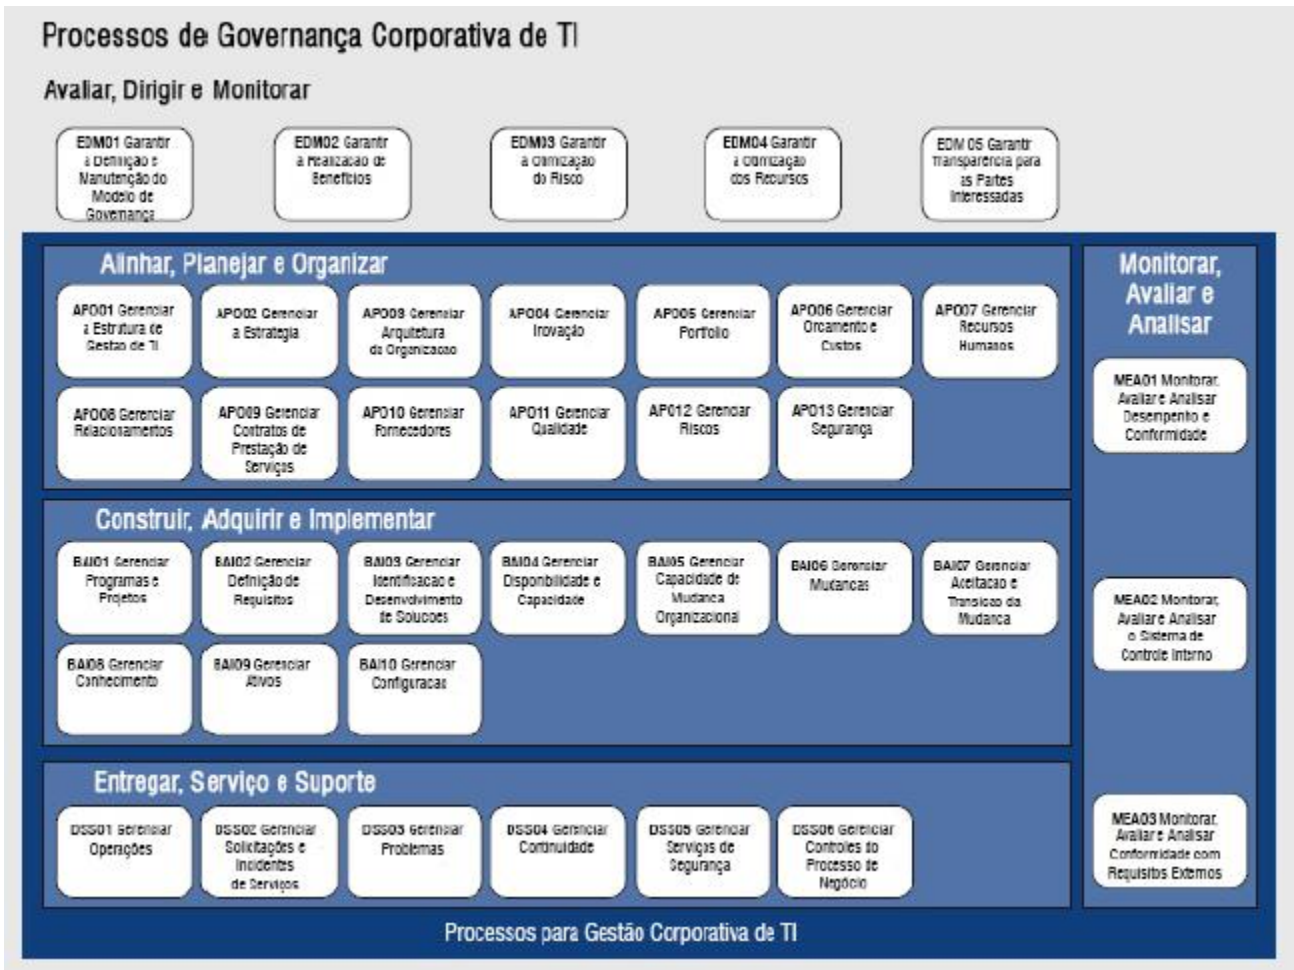 Processos de Governança Corporativa de TI
Avaliar, Dirigir e Monitorar
EDM01 Garantir
a Definição e
Manutenção do
Modelo de
Governança
EDM02 Garantir
a Realização de
Benefícios
EDM03 Garantir
a Otimização
do Risco
EDM04 Garantir
a Otimização
dos Recursos
EDM05 Garantir
Transparência para
as Partes
Interessadas
Alinhar, Planejar e Organizar
APO01 Gerenciar
a Estrutura de
Gestão de TI
APO02 Gerenciar
a Estratégia
APO03 Gerenciar
Arquitetura
da Organização
APO04 Gerenciar
Inovação
APO05 Gerenciar
Portfolio
APO06 Gerenciar
Orçamento e
Custos
APO07 Gerenciar
Recursos
Humanos
APO08 Gerenciar
Relacionamentos
APO09 Gerenciar
Contratos de
Prestação de
Serviços
APO10 Gerenciar
Fornecedores
APO11 Gerenciar
Qualidade
APO12 Gerenciar
Riscos
APO13 Gerenciar
Segurança
Construir, Adquirir e Implementar
BAI01 Gerenciar
Programas e
Projetos
BAI02 Gerenciar
Definição de
Requisitos
BAI03 Gerenciar
Identificação e
Desenvolvimento
de Soluções
BAI04 Gerenciar
Disponibilidade e
Capacidade
BAI05 Gerenciar
Capacidade de
Mudança
Organizacional
BAI06 Gerenciar
Mudanças
BAI07 Gerenciar
Aceitação e
Transição da
Mudança
BAI08 Gerenciar
Conhecimento
BAI09 Gerenciar
Ativos
BAI10 Gerenciar
Entregar, Serviço e Suporte
DSS01 Gerenciar
Operações
DSS02 Gerenciar
Solicitações e
Incidentes
de Serviços
DSS03 Gerenciar
Problemas
DSS04 Gerenciar
Continuidade
DSS05 Gerenciar
Serviços de
Segurança
DSS06 Gerenciar
Controles do
Processo de
Negócio
Monitorar,
Avaliar e
Analisar
MEA01 Monitorar,
Avaliar e Analisar
Desempenho e
Conformidade
MEA02 Monitorar,
Avaliar e Analisar
o Sistema de
Controle Interno
MEA03 Monitorar,
Avaliar e Analisar
Conformidade com
Requisitos Externos
Processos para Gestão Corporativa de TI